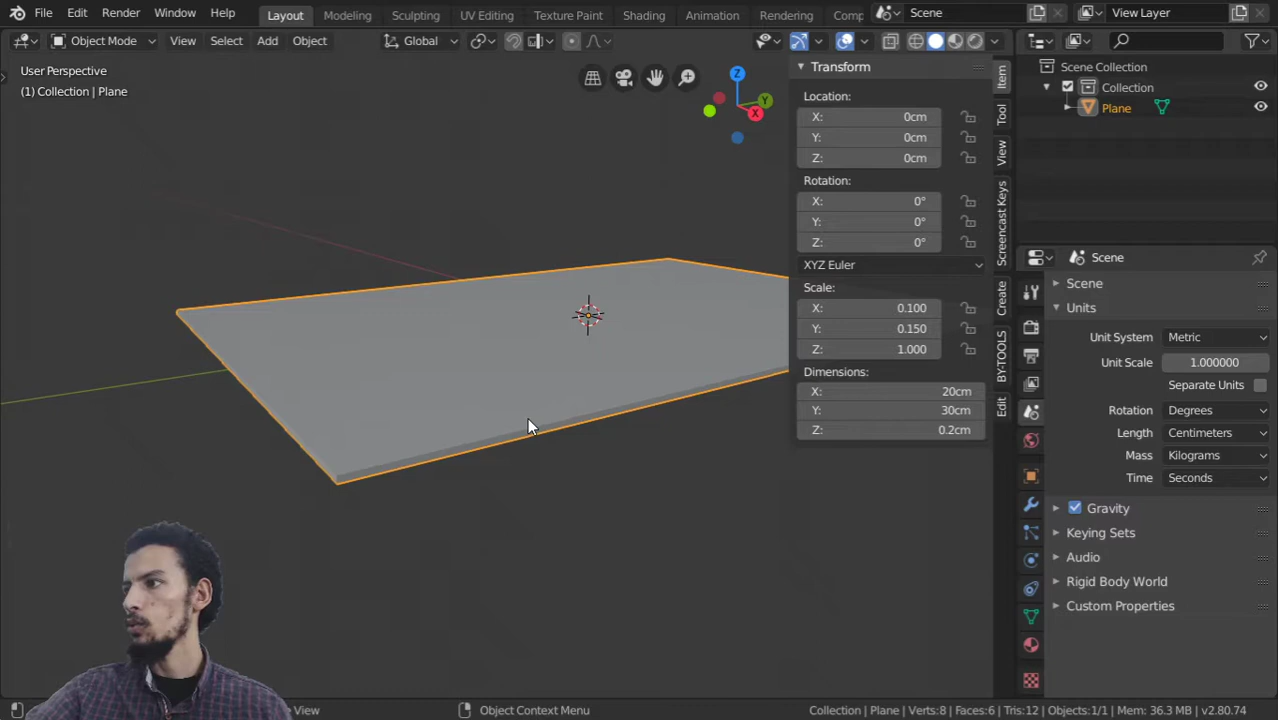 File Edit Render Window Help Layout Modeling Sculpting UV Editing Texture Paint Shading Animation Rendering Comp Scene View Layer
Object Mode View Select Add Object Global
User Perspective
(1) Collection | Plane
Z
Y
X
Transform
Location:
X: 0cm
Y: 0cm
Z: 0cm
Rotation:
X: 0°
Y: 0°
Z: 0°
XYZ Euler
Scale:
X: 0.100
Y: 0.150
Z: 1.000
Dimensions:
X: 20cm
Y: 30cm
Z: 0.2cm
Item
Tool
View
Screencast Keys
Create
BY-TOOLS
Edit
Scene Collection
Collection
Plane
Scene
Scene
Units
Unit System Metric
Unit Scale 1.000000
Separate Units
Rotation Degrees
Length Centimeters
Mass Kilograms
Time Seconds
Gravity
Keying Sets
Audio
Rigid Body World
Custom Properties
View Object Context Menu Collection | Plane | Verts:8 | Faces:6 | Tris:12 | Objects:1/1 | Mem: 36.3 MB | v2.80.74